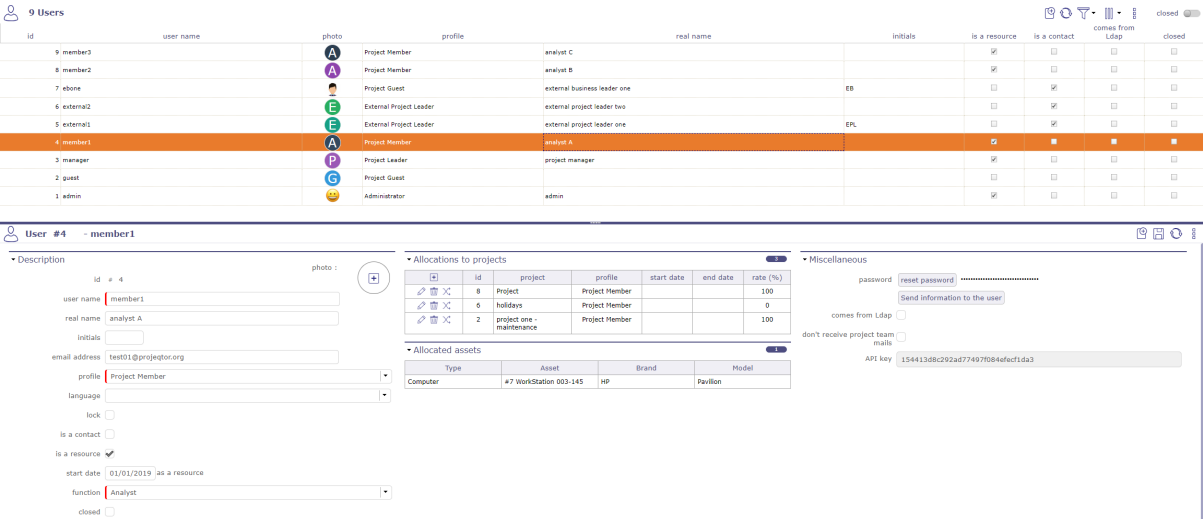 9 Users
closed
id user name photo profile real name initials is a resource is a contact comes from Ldap closed
9 member3 A Project Member analyst C
8 member2 A Project Member analyst B
7 ebone Project Guest external business leader one EB
6 external2 E External Project Leader external project leader two
5 external1 E External Project Leader external project leader one EPL
4 member1 A Project Member analyst A
3 manager P Project Leader project manager
2 guest G Project Guest
1 admin Administrator admin
User #4 - member1
Description
photo :
id # 4
user name member1
real name analyst A
initials
email address test01@projeqtor.org
profile Project Member
language
lock
is a contact
is a resource
start date 01/01/2019 as a resource
function Analyst
closed
Allocations to projects 3
id project profile start date end date rate (%)
8 Project Project Member 100
6 holidays Project Member 0
2 project one - maintenance Project Member 100
Allocated assets 1
Type Asset Brand Model
Computer #7 WorkStation 003-145 HP Pavilion
Miscellaneous
password reset password
Send information to the user
comes from Ldap
don't receive project team
mails
API key 154413d8c292ad77497f084efecf1da3